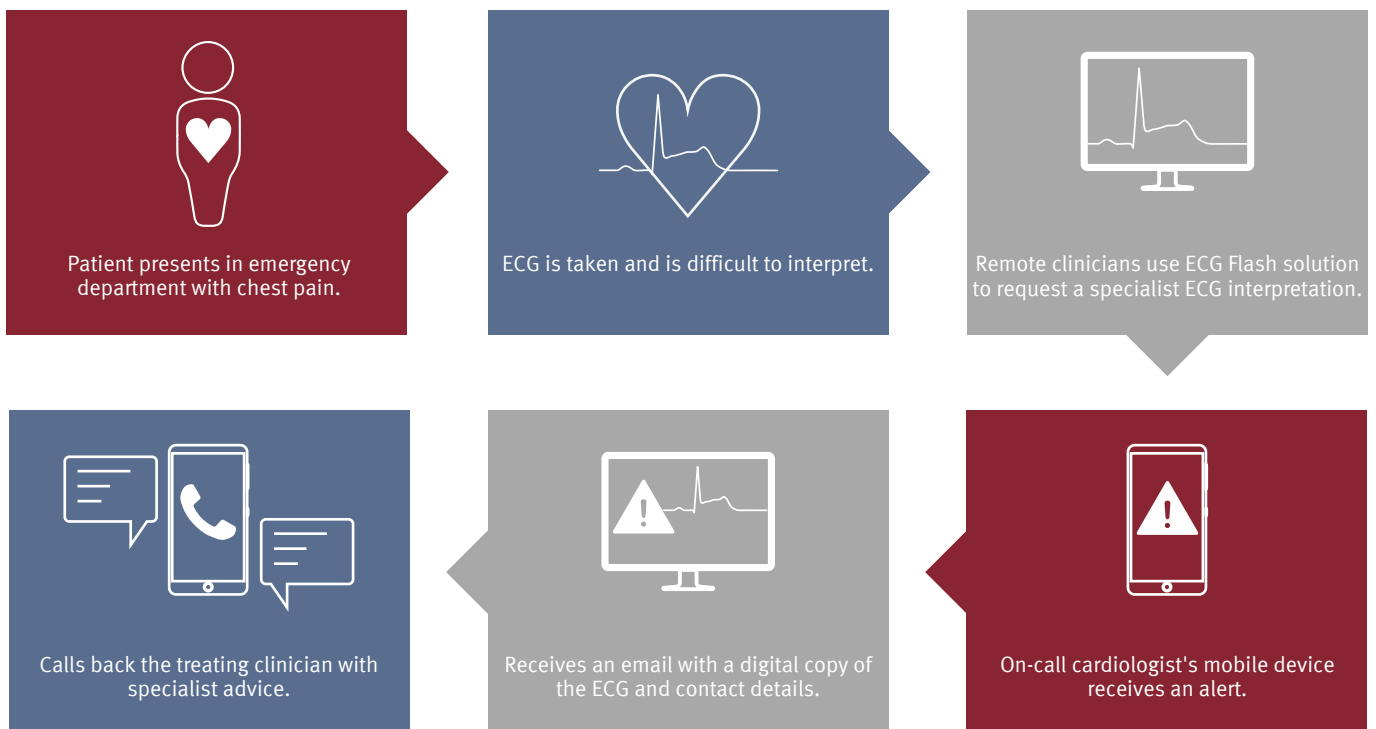 Patient presents in emergency
department with chest pain.
ECG is taken and is difficult to interpret.
Remote clinicians use ECG Flash solution
to request a specialist ECG interpretation.
On-call cardiologist's mobile device
receives an alert.
Receives an email with a digital copy of
the ECG and contact details.
Calls back the treating clinician with
specialist advice.